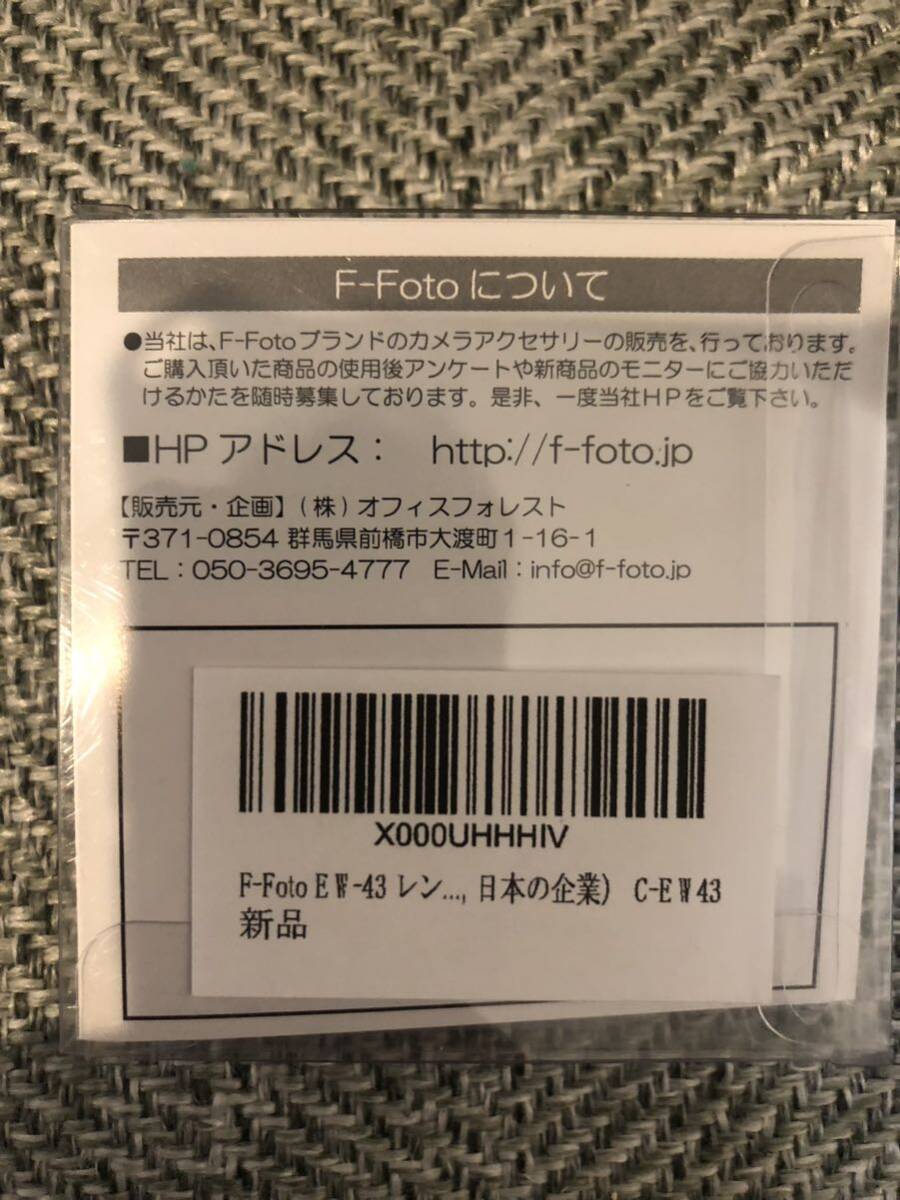 F-Foto について
●当社は、F-Fotoブランドのカメラアクセサリーの販売を、行っております。
ご購入頂いた商品の使用後アンケートや新商品のモニターにご協力いただ
けるかたを随時募集しております。是非、一度当社HPをご覧下さい。
■HP アドレス： http://f-foto.jp
【販売元・企画】(株)オフィスフォレスト
〒371-0854 群馬県前橋市大渡町1-16-1
TEL：050-3695-4777 E-Mail：info@f-foto.jp
X000UHHHIV
F-Foto EW-43 レン..., 日本の企業) C-EW43
新品